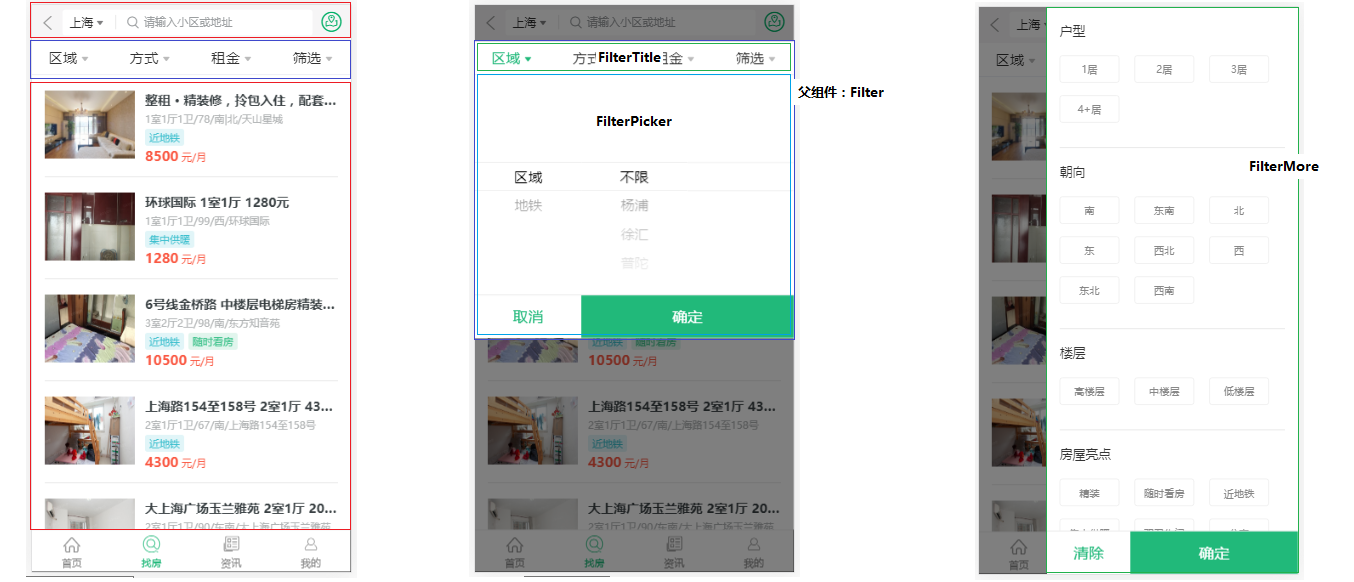 上海
请输入小区或地址
区域 方式 租金 筛选
整租·精装修，拎包入住，配套...
1室1厅1卫/78/南|北/天山星城
近地铁
8500 元/月
环球国际 1室1厅 1280元
1室1厅1卫/99/西/环球国际
集中供暖
1280 元/月
6号线金桥路 中楼层电梯房精装...
3室2厅2卫/98/南/东方知音苑
近地铁 随时看房
10500 元/月
上海路154至158号 2室1厅 43...
2室1厅1卫/67/南/上海路154至158号
近地铁
4300 元/月
大上海广场玉兰雅苑 2室1厅 20...
2室1厅1卫/90/东南/大上海广场玉兰雅苑
首页 找房 资讯 我的
上海
请输入小区或地址
区域 方式 FilterTitle 租金 筛选
父组件：Filter
FilterPicker
区域 不限
地铁 杨浦
徐汇
普陀
取消 确定
近地铁 随时看房
10500 元/月
上海路154至158号 2室1厅 43...
2室1厅1卫/67/南/上海路154至158号
近地铁
4300 元/月
大上海广场玉兰雅苑 2室1厅 20...
2室1厅1卫/90/东南/大上海广场玉兰雅苑
首页 找房 资讯 我的
上海
区域
户型
1居 2居 3居
4+居
FilterMore
朝向
南 东南 北
东 西北 西
东北 西南
楼层
高楼层 中楼层 低楼层
房屋亮点
精装 随时看房 近地铁
清除 确定
首页